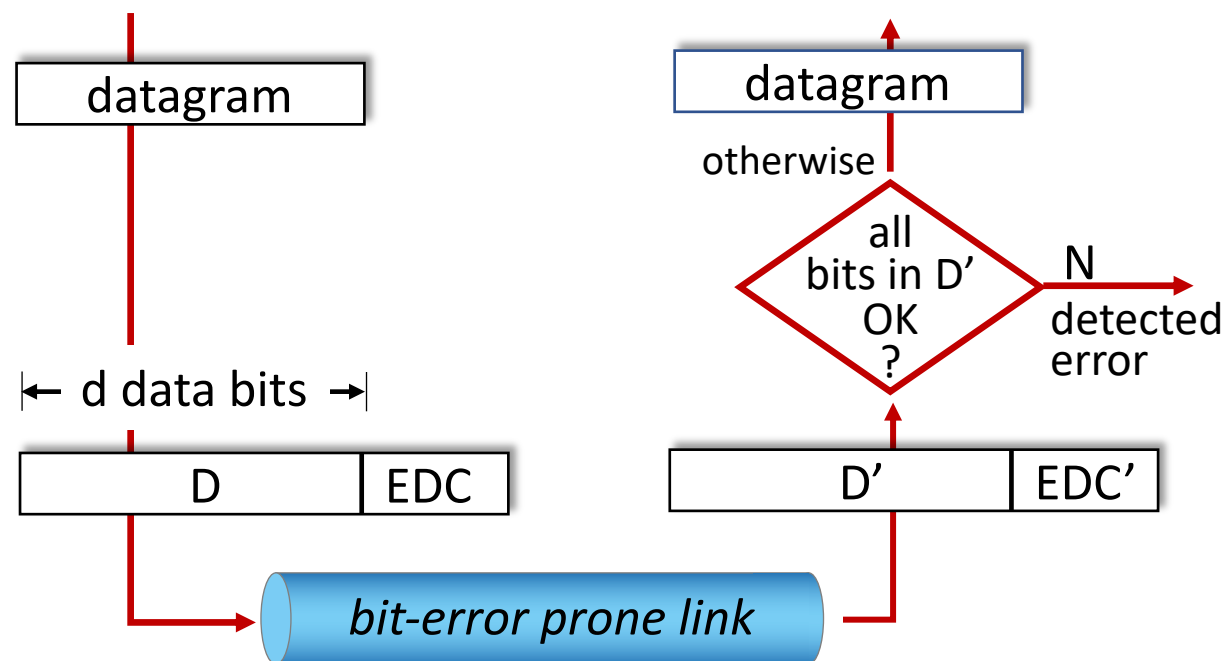 datagram
d data bits
D
EDC
bit-error prone link
datagram
otherwise
all
bits in D’
OK
?
N
detected
error
D’
EDC’